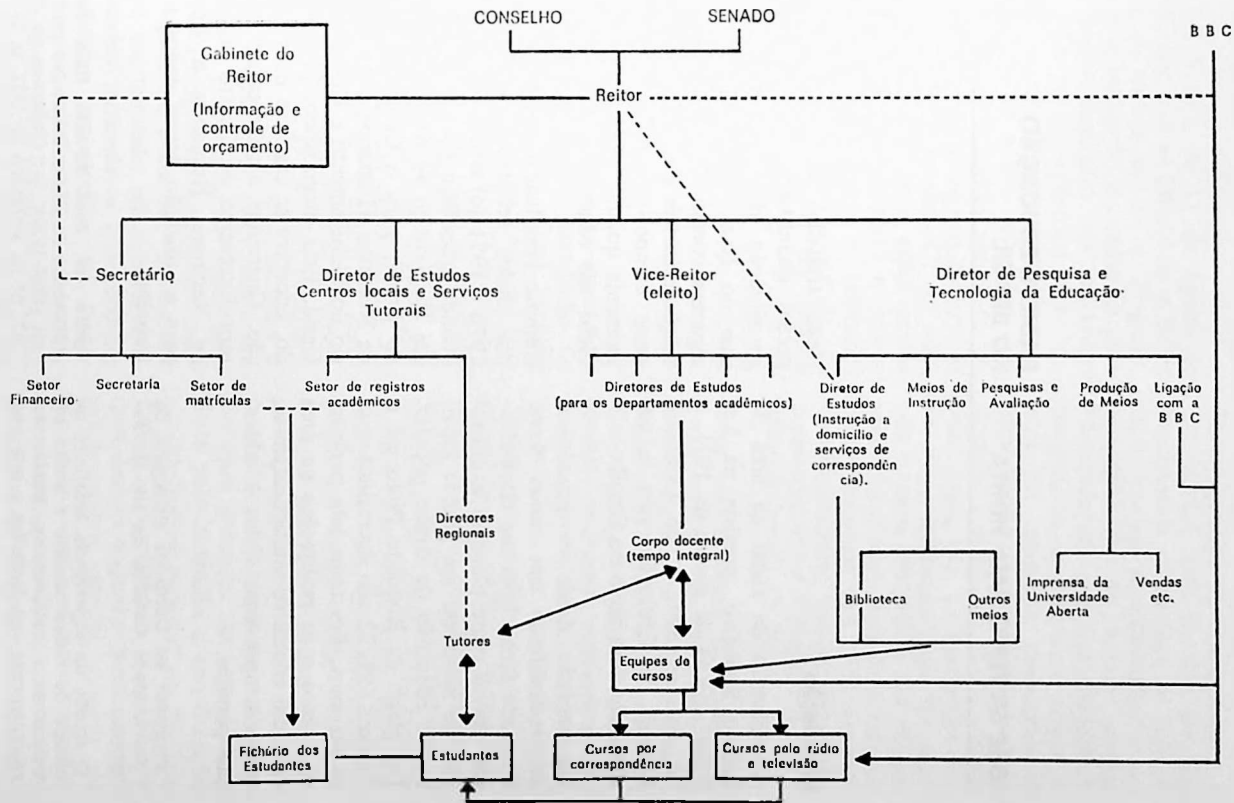 CONSELHO
SENADO
B B C
Gabinete do
Reitor
(Informação e
controle de
orçamento)
Reitor
Secretário
Diretor de Estudos
Centros locais e Serviços
Tutorais
Vice-Reitor
(eleito)
Diretor de Pesquisa e
Tecnologia da Educação
Setor
Financeiro
Secretaria
Setor de
matrículas
Setor de registros
acadêmicos
Diretores de Estudos
(para os Departamentos acadêmicos)
Diretor de
Estudos
(Instrução a
domicílio e
serviços de
correspondên
cia).
Meios de
Instrução
Pesquisas e
Avaliação
Produção
de Meios
Ligação
com a
B B C
Diretores
Regionais
Corpo docente
(tempo Integral)
Biblioteca
Outros
meios
Imprensa da
Universidade
Aberta
Vendas
etc.
Tutores
Equipes de
cursos
Fichário dos
Estudantes
Estudantes
Cursos por
correspondência
Cursos pelo rádio
e televisão